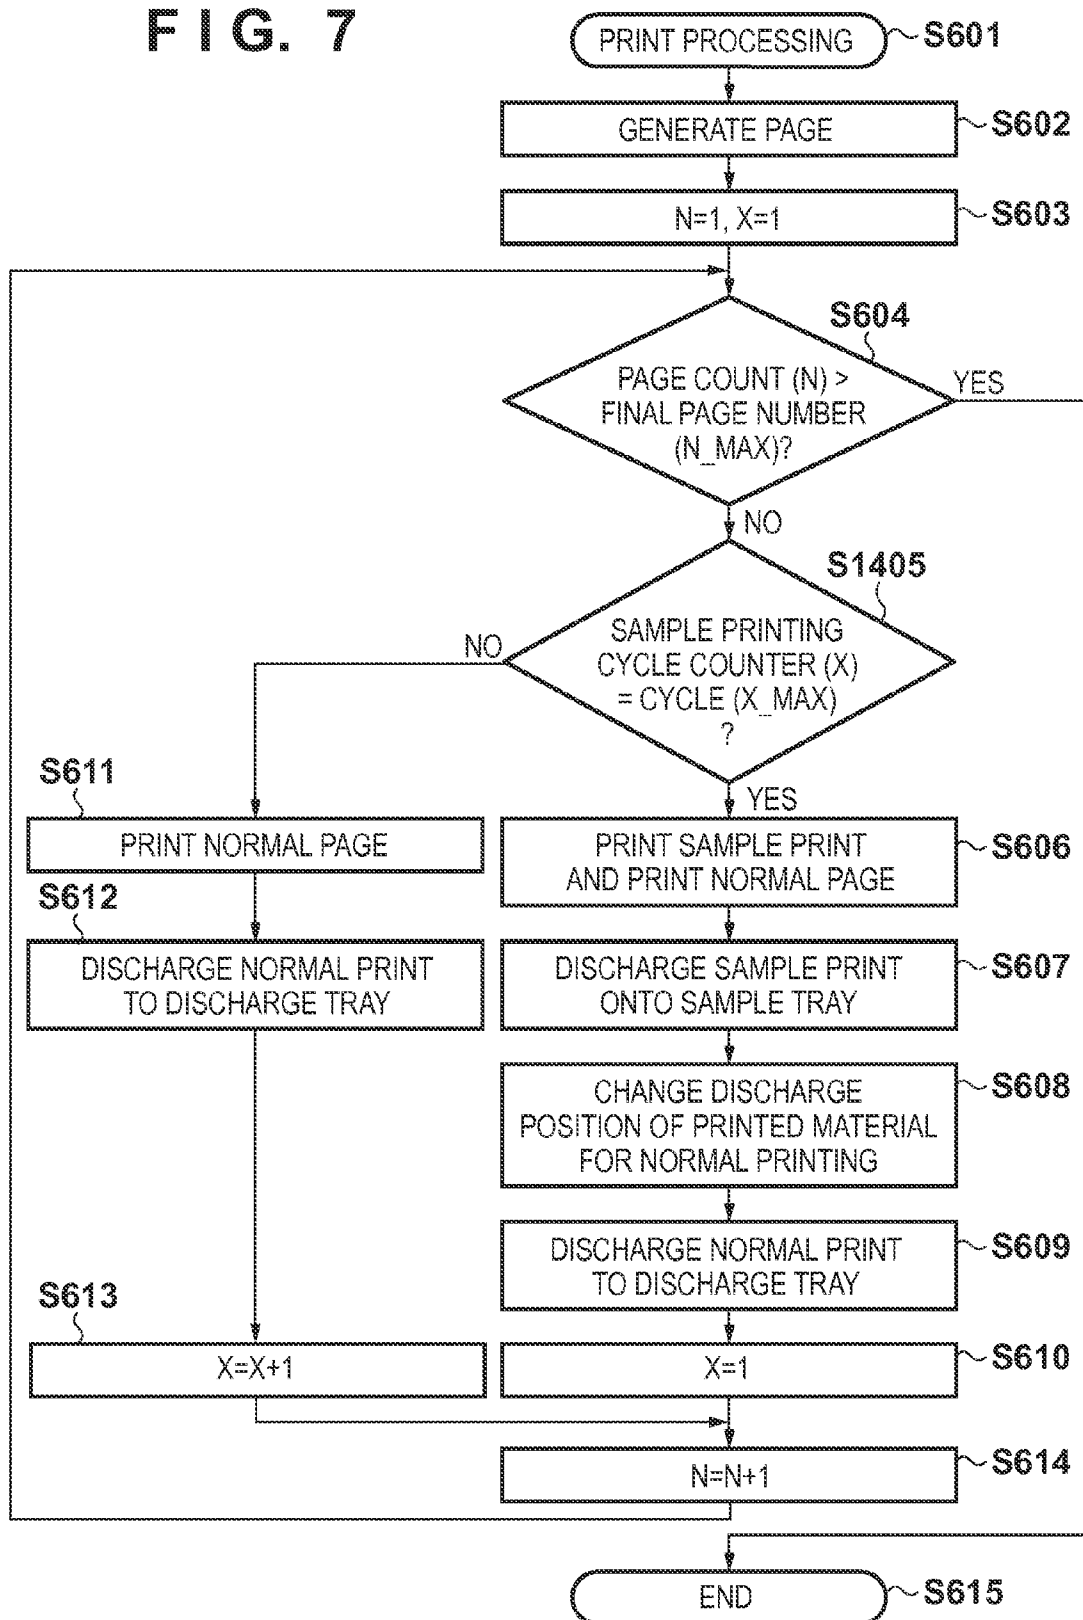 FIG. 7
PRINT PROCESSING
S601
GENERATE PAGE
S602
N=1, X=1
S603
S604
PAGE COUNT (N) >
FINAL PAGE NUMBER
(N_MAX)?
YES
NO
S1405
SAMPLE PRINTING
CYCLE COUNTER (X)
= CYCLE (X_MAX)
?
NO
YES
S611
PRINT NORMAL PAGE
S612
DISCHARGE NORMAL PRINT
TO DISCHARGE TRAY
S613
X=X+1
PRINT SAMPLE PRINT
AND PRINT NORMAL PAGE
S606
DISCHARGE SAMPLE PRINT
ONTO SAMPLE TRAY
S607
CHANGE DISCHARGE
POSITION OF PRINTED MATERIAL
FOR NORMAL PRINTING
S608
DISCHARGE NORMAL PRINT
TO DISCHARGE TRAY
S609
X=1
S610
N=N+1
S614
END
S615